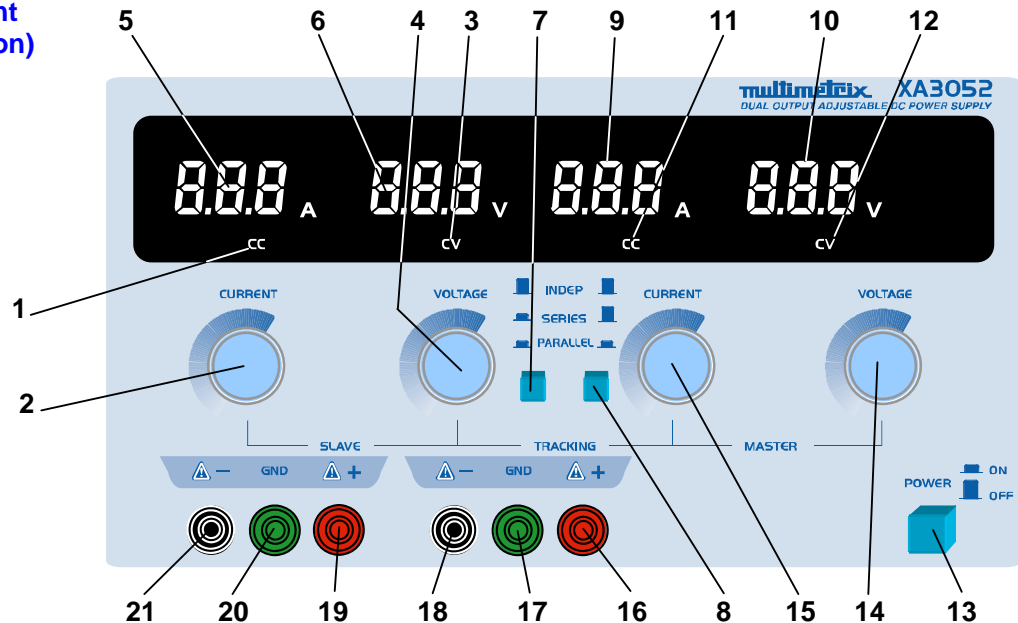 nt
on)
5 6 4 3 7 9 11 10 12
multimetrix XA3052
DUAL OUTPUT ADJUSTABLE DC POWER SUPPLY
8.8.8 A 8.8.8 V 8.8.8 A 8.8.8 V
CC CV CC CV
1
CURRENT VOLTAGE INDEP CURRENT VOLTAGE
SERIES
PARALLEL
2
SLAVE TRACKING MASTER
− GND + − GND +
POWER ON
OFF
21 20 19 18 17 16 8 15 14 13